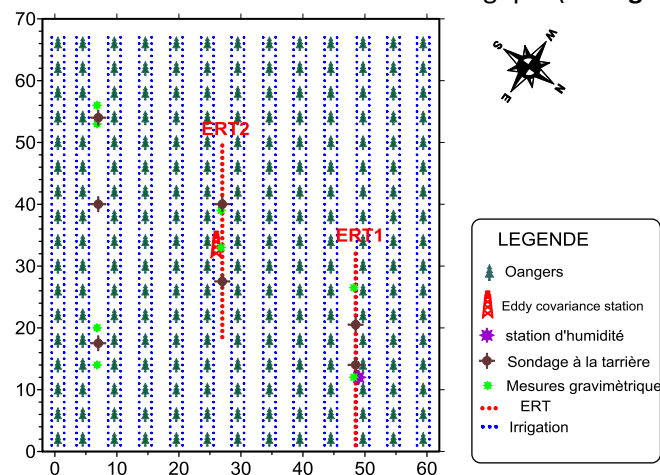 70
60
50
40
30
20
10
0
0 10 20 30 40 50 60
ERT2
ERT1
S W E N
LEGENDE
Oangers
Eddy covariance station
station d'humidité
Sondage à la tarrière
Mesures gravimètrique
ERT
Irrigation